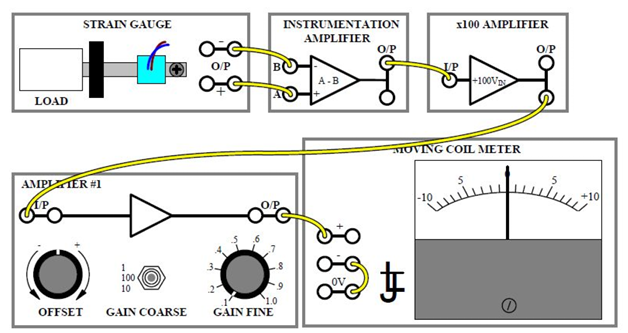 STRAIN GAUGE
-
O/P
+
LOAD
INSTRUMENTATION
AMPLIFIER
O/P
B
-
A - B
A
+
x100 AMPLIFIER
O/P
I/P
+100VIN
AMPLIFIER #1
I/P
O/P
- +
OFFSET
1
100
10
GAIN COARSE
.1
.2
.3
.4
.5
.6
.7
.8
.9
1.0
GAIN FINE
MOVING COIL METER
-10
5
0
5
+10
+
-
0V